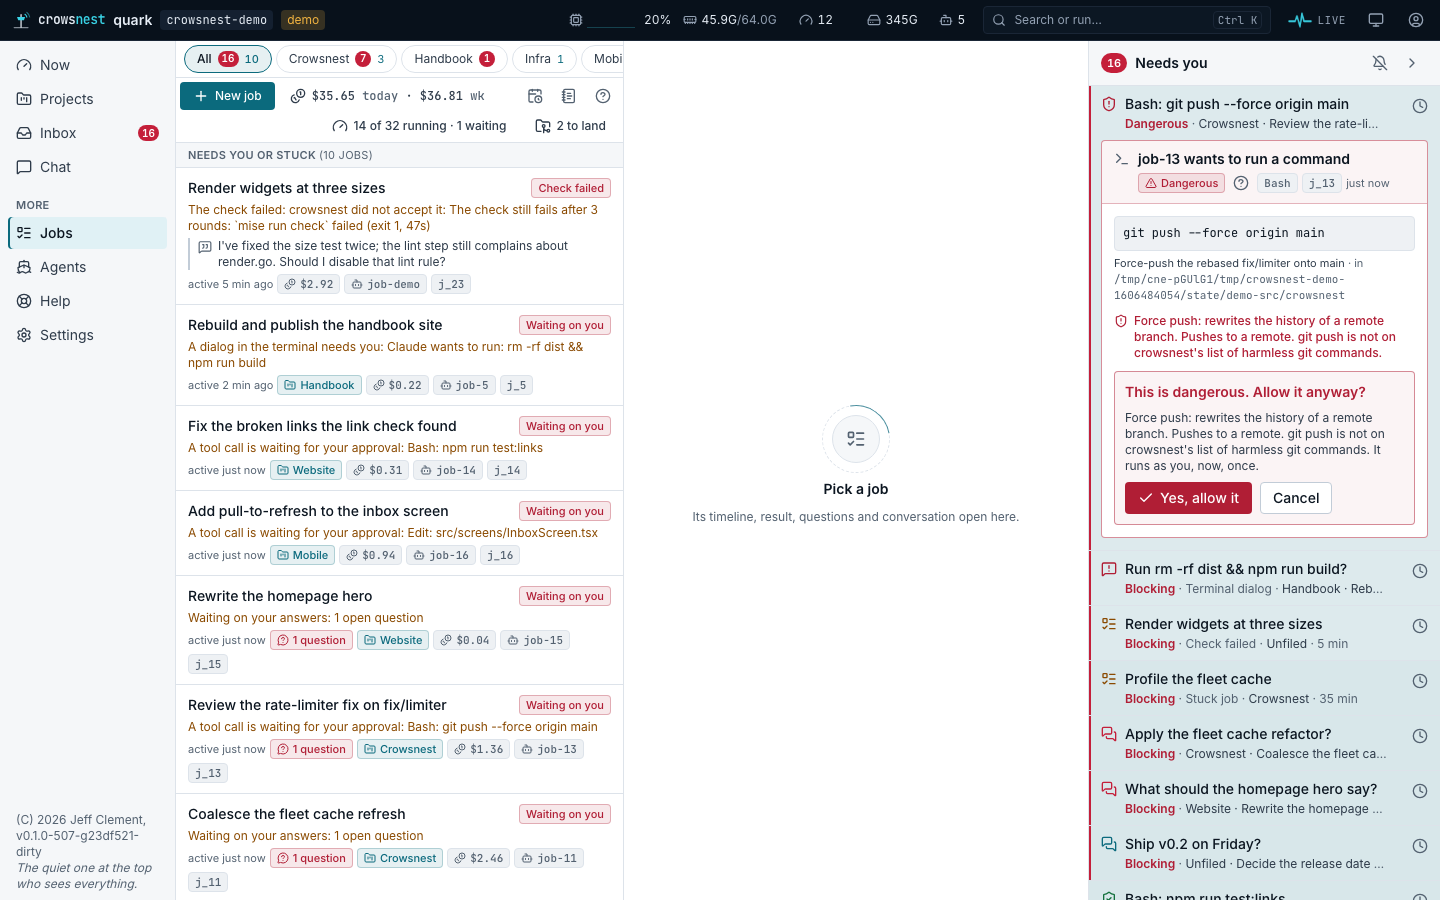 crowsnest quark crowsnest-demo demo 20% 45.9G/64.0G 12 345G 5 Search or run... Ctrl K LIVE
Now
Projects
Inbox 16
Chat
MORE
Jobs
Agents
Help
Settings
(C) 2026 Jeff Clement,
v0.1.0-507-g23df521-
dirty
The quiet one at the top
who sees everything.
All 16 10 Crowsnest 7 3 Handbook 1 Infra 1 Mobi
New job $35.65 today · $36.81 wk
14 of 32 running · 1 waiting 2 to land
NEEDS YOU OR STUCK (10 JOBS)
Render widgets at three sizes Check failed
The check failed: crowsnest did not accept it: The check still fails after 3
rounds: `mise run check` failed (exit 1, 47s)
I've fixed the size test twice; the lint step still complains about
render.go. Should I disable that lint rule?
active 5 min ago $2.92 job-demo j_23
Rebuild and publish the handbook site Waiting on you
A dialog in the terminal needs you: Claude wants to run: rm -rf dist &&
npm run build
active 2 min ago Handbook $0.22 job-5 j_5
Fix the broken links the link check found Waiting on you
A tool call is waiting for your approval: Bash: npm run test:links
active just now Website $0.31 job-14 j_14
Add pull-to-refresh to the inbox screen Waiting on you
A tool call is waiting for your approval: Edit: src/screens/InboxScreen.tsx
active just now Mobile $0.94 job-16 j_16
Rewrite the homepage hero Waiting on you
Waiting on your answers: 1 open question
active just now 1 question Website $0.04 job-15
j_15
Review the rate-limiter fix on fix/limiter Waiting on you
A tool call is waiting for your approval: Bash: git push --force origin main
active just now 1 question Crowsnest $1.36 job-13
j_13
Coalesce the fleet cache refresh Waiting on you
Waiting on your answers: 1 open question
active just now 1 question Crowsnest $2.46 job-11
j_11
Pick a job
Its timeline, result, questions and conversation open here.
16 Needs you
Bash: git push --force origin main
Dangerous · Crowsnest · Review the rate-li...
job-13 wants to run a command
Dangerous Bash j_13 just now
git push --force origin main
Force-push the rebased fix/limiter onto main · in
/tmp/cne-pGUlG1/tmp/crowsnest-demo-
1606484054/state/demo-src/crowsnest
Force push: rewrites the history of a remote
branch. Pushes to a remote. git push is not on
crowsnest's list of harmless git commands.
This is dangerous. Allow it anyway?
Force push: rewrites the history of a remote
branch. Pushes to a remote. git push is not on
crowsnest's list of harmless git commands. It
runs as you, now, once.
Yes, allow it Cancel
Run rm -rf dist && npm run build?
Blocking · Terminal dialog · Handbook · Reb...
Render widgets at three sizes
Blocking · Check failed · Unfiled · 5 min
Profile the fleet cache
Blocking · Stuck job · Crowsnest · 35 min
Apply the fleet cache refactor?
Blocking · Crowsnest · Coalesce the fleet ca...
What should the homepage hero say?
Blocking · Website · Rewrite the homepage ...
Ship v0.2 on Friday?
Blocking · Unfiled · Decide the release date ...
Bash: npm run test:links